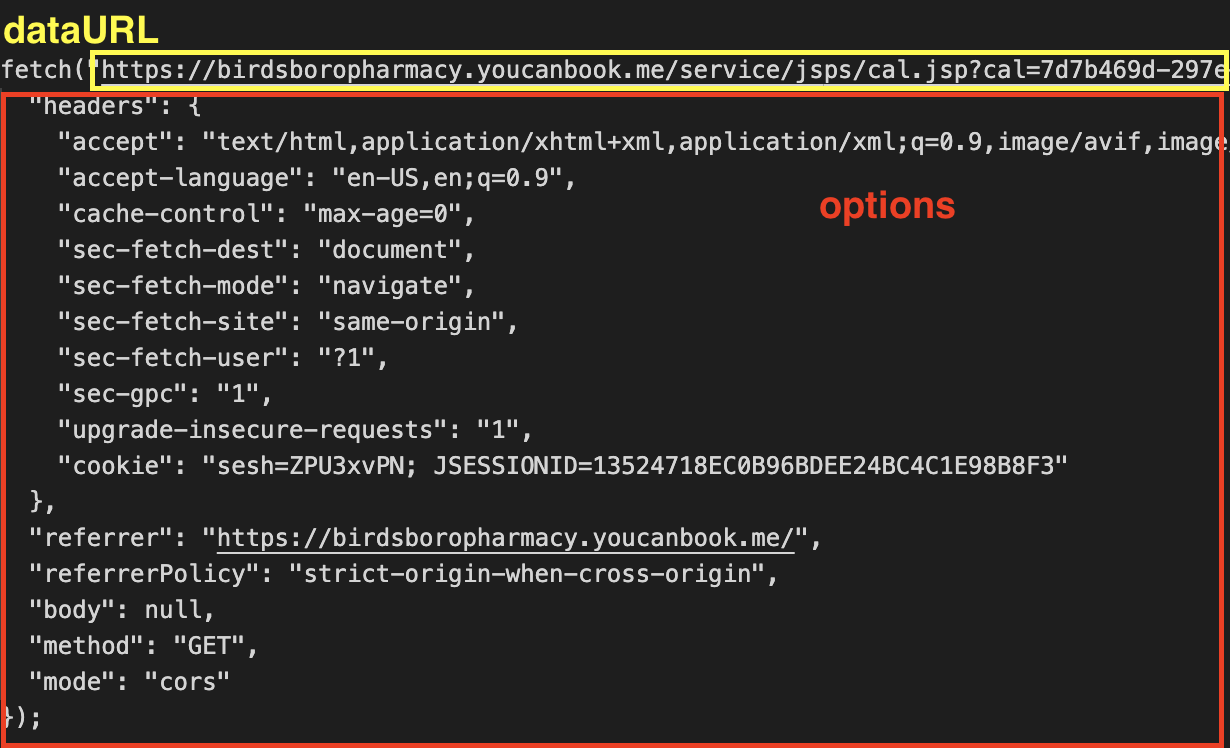 dataURL
fetch("https://birdsboropharmacy.youcanbook.me/service/jsps/cal.jsp?cal=7d7b469d-297e
"headers": {
"accept": "text/html,application/xhtml+xml,application/xml;q=0.9,image/avif,image
"accept-language": "en-US,en;q=0.9",
"cache-control": "max-age=0",
options
"sec-fetch-dest": "document",
"sec-fetch-mode": "navigate",
"sec-fetch-site": "same-origin",
"sec-fetch-user": "?1",
"sec-gpc": "1",
"upgrade-insecure-requests": "1",
"cookie": "sesh=ZPU3xvPN; JSESSIONID=13524718EC0B96BDEE24BC4C1E98B8F3"
},
"referrer": "https://birdsboropharmacy.youcanbook.me/",
"referrerPolicy": "strict-origin-when-cross-origin",
"body": null,
"method": "GET",
"mode": "cors"
});